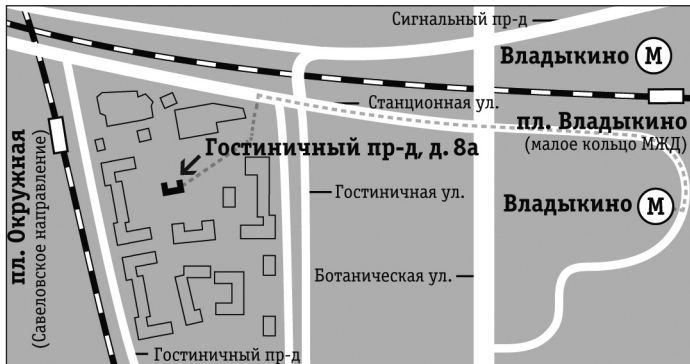 Сигнальный пр-д
Владыкино М
Станционная ул.
пл. Владыкино
(малое кольцо МЖД)
Гостиничный пр-д, д. 8а
Гостиничная ул.
Владыкино М
пл. Окружная
(Савеловское направление)
Ботаническая ул.
Гостиничный пр-д